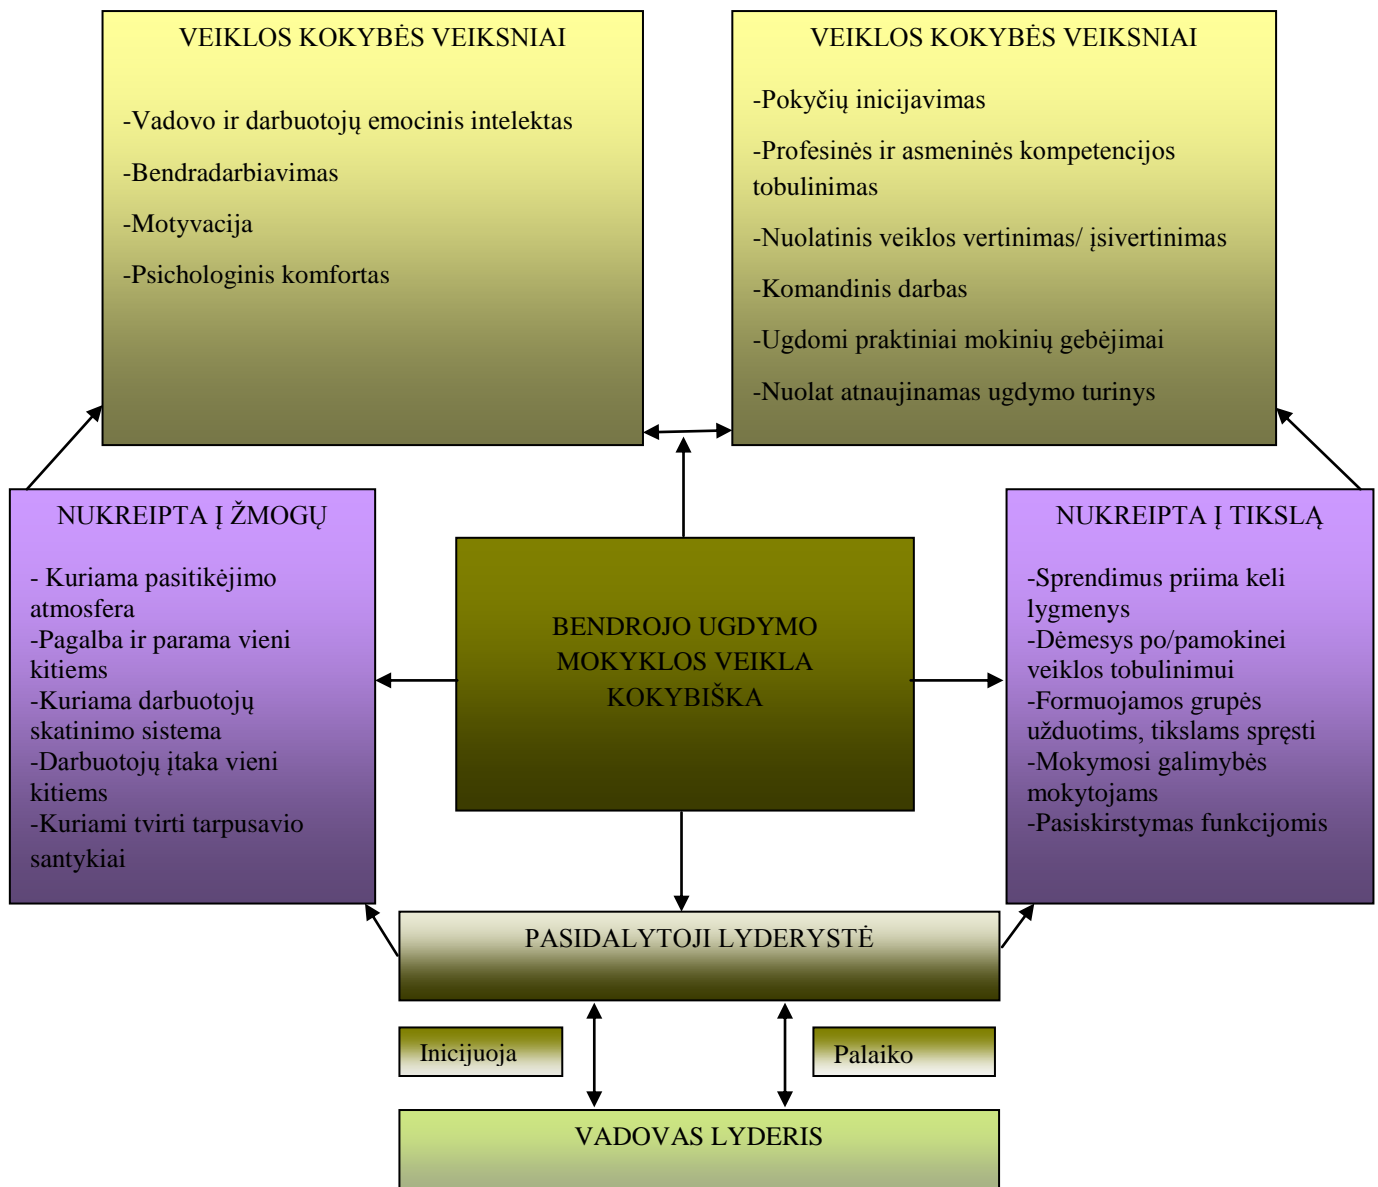 VEIKLOS KOKYBĖS VEIKSNIAI
-Vadovo ir darbuotojų emocinis intelektas
-Bendradarbiavimas
-Motyvacija
-Psichologinis komfortas
VEIKLOS KOKYBĖS VEIKSNIAI
-Pokyčių inicijavimas
-Profesinės ir asmeninės kompetencijos
tobulinimas
-Nuolatinis veiklos vertinimas/ įsivertinimas
-Komandinis darbas
-Ugdomi praktiniai mokinių gebėjimai
-Nuolat atnaujinamas ugdymo turinys
NUKREIPTA Į ŽMOGŲ
- Kuriama pasitikėjimo
atmosfera
-Pagalba ir parama vieni
kitiems
-Kuriama darbuotojų
skatinimo sistema
-Darbuotojų įtaka vieni
kitiems
-Kuriami tvirti tarpusavio
santykiai
BENDROJO UGDYMO
MOKYKLOS VEIKLA
KOKYBIŠKA
NUKREIPTA Į TIKSLĄ
-Sprendimus priima keli
lygmenys
-Dėmesys po/pamokinei
veiklos tobulinimui
-Formuojamos grupės
užduotims, tikslams spręsti
-Mokymosi galimybės
mokytojams
-Pasiskirstymas funkcijomis
PASIDALYTOJI LYDERYSTĖ
Inicijuoja
Palaiko
VADOVAS LYDERIS